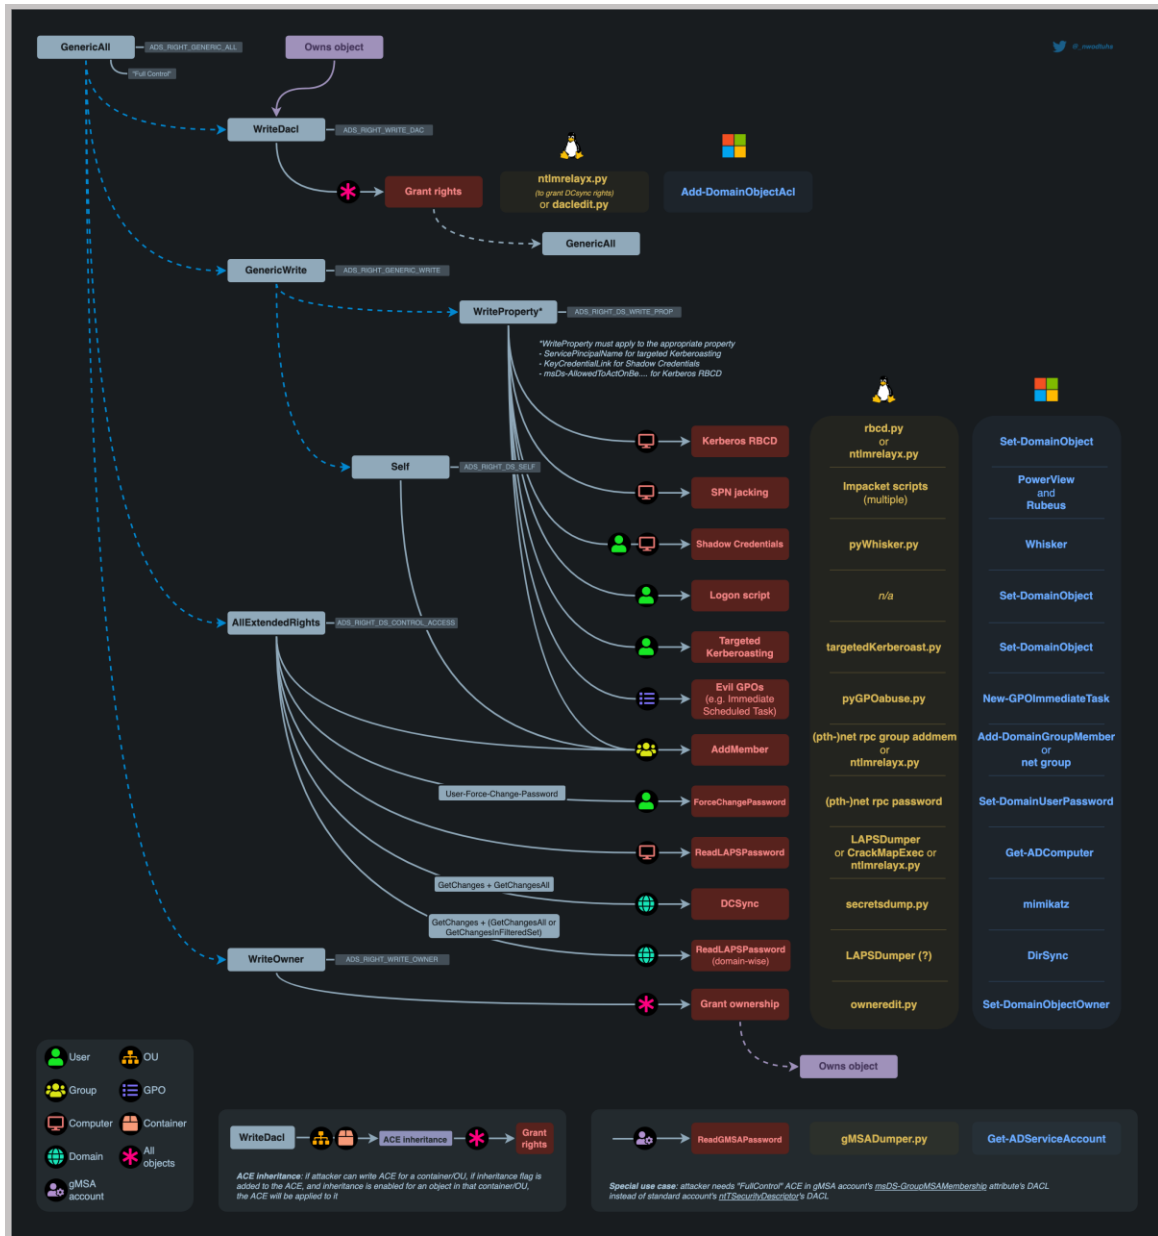 GenericAll
ADS_RIGHT_GENERIC_ALL
"Full Control"
Owns object
@_nwodtuhs
WriteDacl
ADS_RIGHT_WRITE_DAC
Grant rights
ntlmrelayx.py
(to grant DCsync rights)
or dacledit.py
Add-DomainObjectAcl
GenericAll
GenericWrite
ADS_RIGHT_GENERIC_WRITE
WriteProperty*
ADS_RIGHT_DS_WRITE_PROP
*WriteProperty must apply to the appropriate property
- ServicePincipalName for targeted Kerberoasting
- KeyCredentialLink for Shadow Credentials
- msDs-AllowedToActOnBe.... for Kerberos RBCD
Kerberos RBCD
rbcd.py
or
ntlmrelayx.py
Set-DomainObject
Self
ADS_RIGHT_DS_SELF
SPN jacking
Impacket scripts
(multiple)
PowerView
and
Rubeus
Shadow Credentials
pyWhisker.py
Whisker
Logon script
n/a
Set-DomainObject
AllExtendedRights
ADS_RIGHT_DS_CONTROL_ACCESS
Targeted
Kerberoasting
targetedKerberoast.py
Set-DomainObject
Evil GPOs
(e.g. Immediate
Scheduled Task)
pyGPOabuse.py
New-GPOImmediateTask
AddMember
(pth-)net rpc group addmem
or
ntlmrelayx.py
Add-DomainGroupMember
or
net group
User-Force-Change-Password
ForceChangePassword
(pth-)net rpc password
Set-DomainUserPassword
ReadLAPSPassword
LAPSDumper
or CrackMapExec or
ntlmrelayx.py
Get-ADComputer
GetChanges + GetChangesAll
DCSync
secretsdump.py
mimikatz
GetChanges + (GetChangesAll or
GetChangesInFilteredSet)
ReadLAPSPassword
(domain-wise)
LAPSDumper (?)
DirSync
WriteOwner
ADS_RIGHT_WRITE_OWNER
Grant ownership
owneredit.py
Set-DomainObjectOwner
Owns object
User
OU
Group
GPO
Computer
Container
Domain
All
objects
gMSA
account
WriteDacl
ACE inheritance
Grant
rights
ACE inheritance: if attacker can write ACE for a container/OU, if inheritance flag is
added to the ACE, and inheritance is enabled for an object in that container/OU,
the ACE will be applied to it
ReadGMSAPassword
gMSADumper.py
Get-ADServiceAccount
Special use case: attacker needs "FullControl" ACE in gMSA account's msDS-GroupMSAMembership attribute's DACL
instead of standard account's ntTSecurityDescriptor's DACL